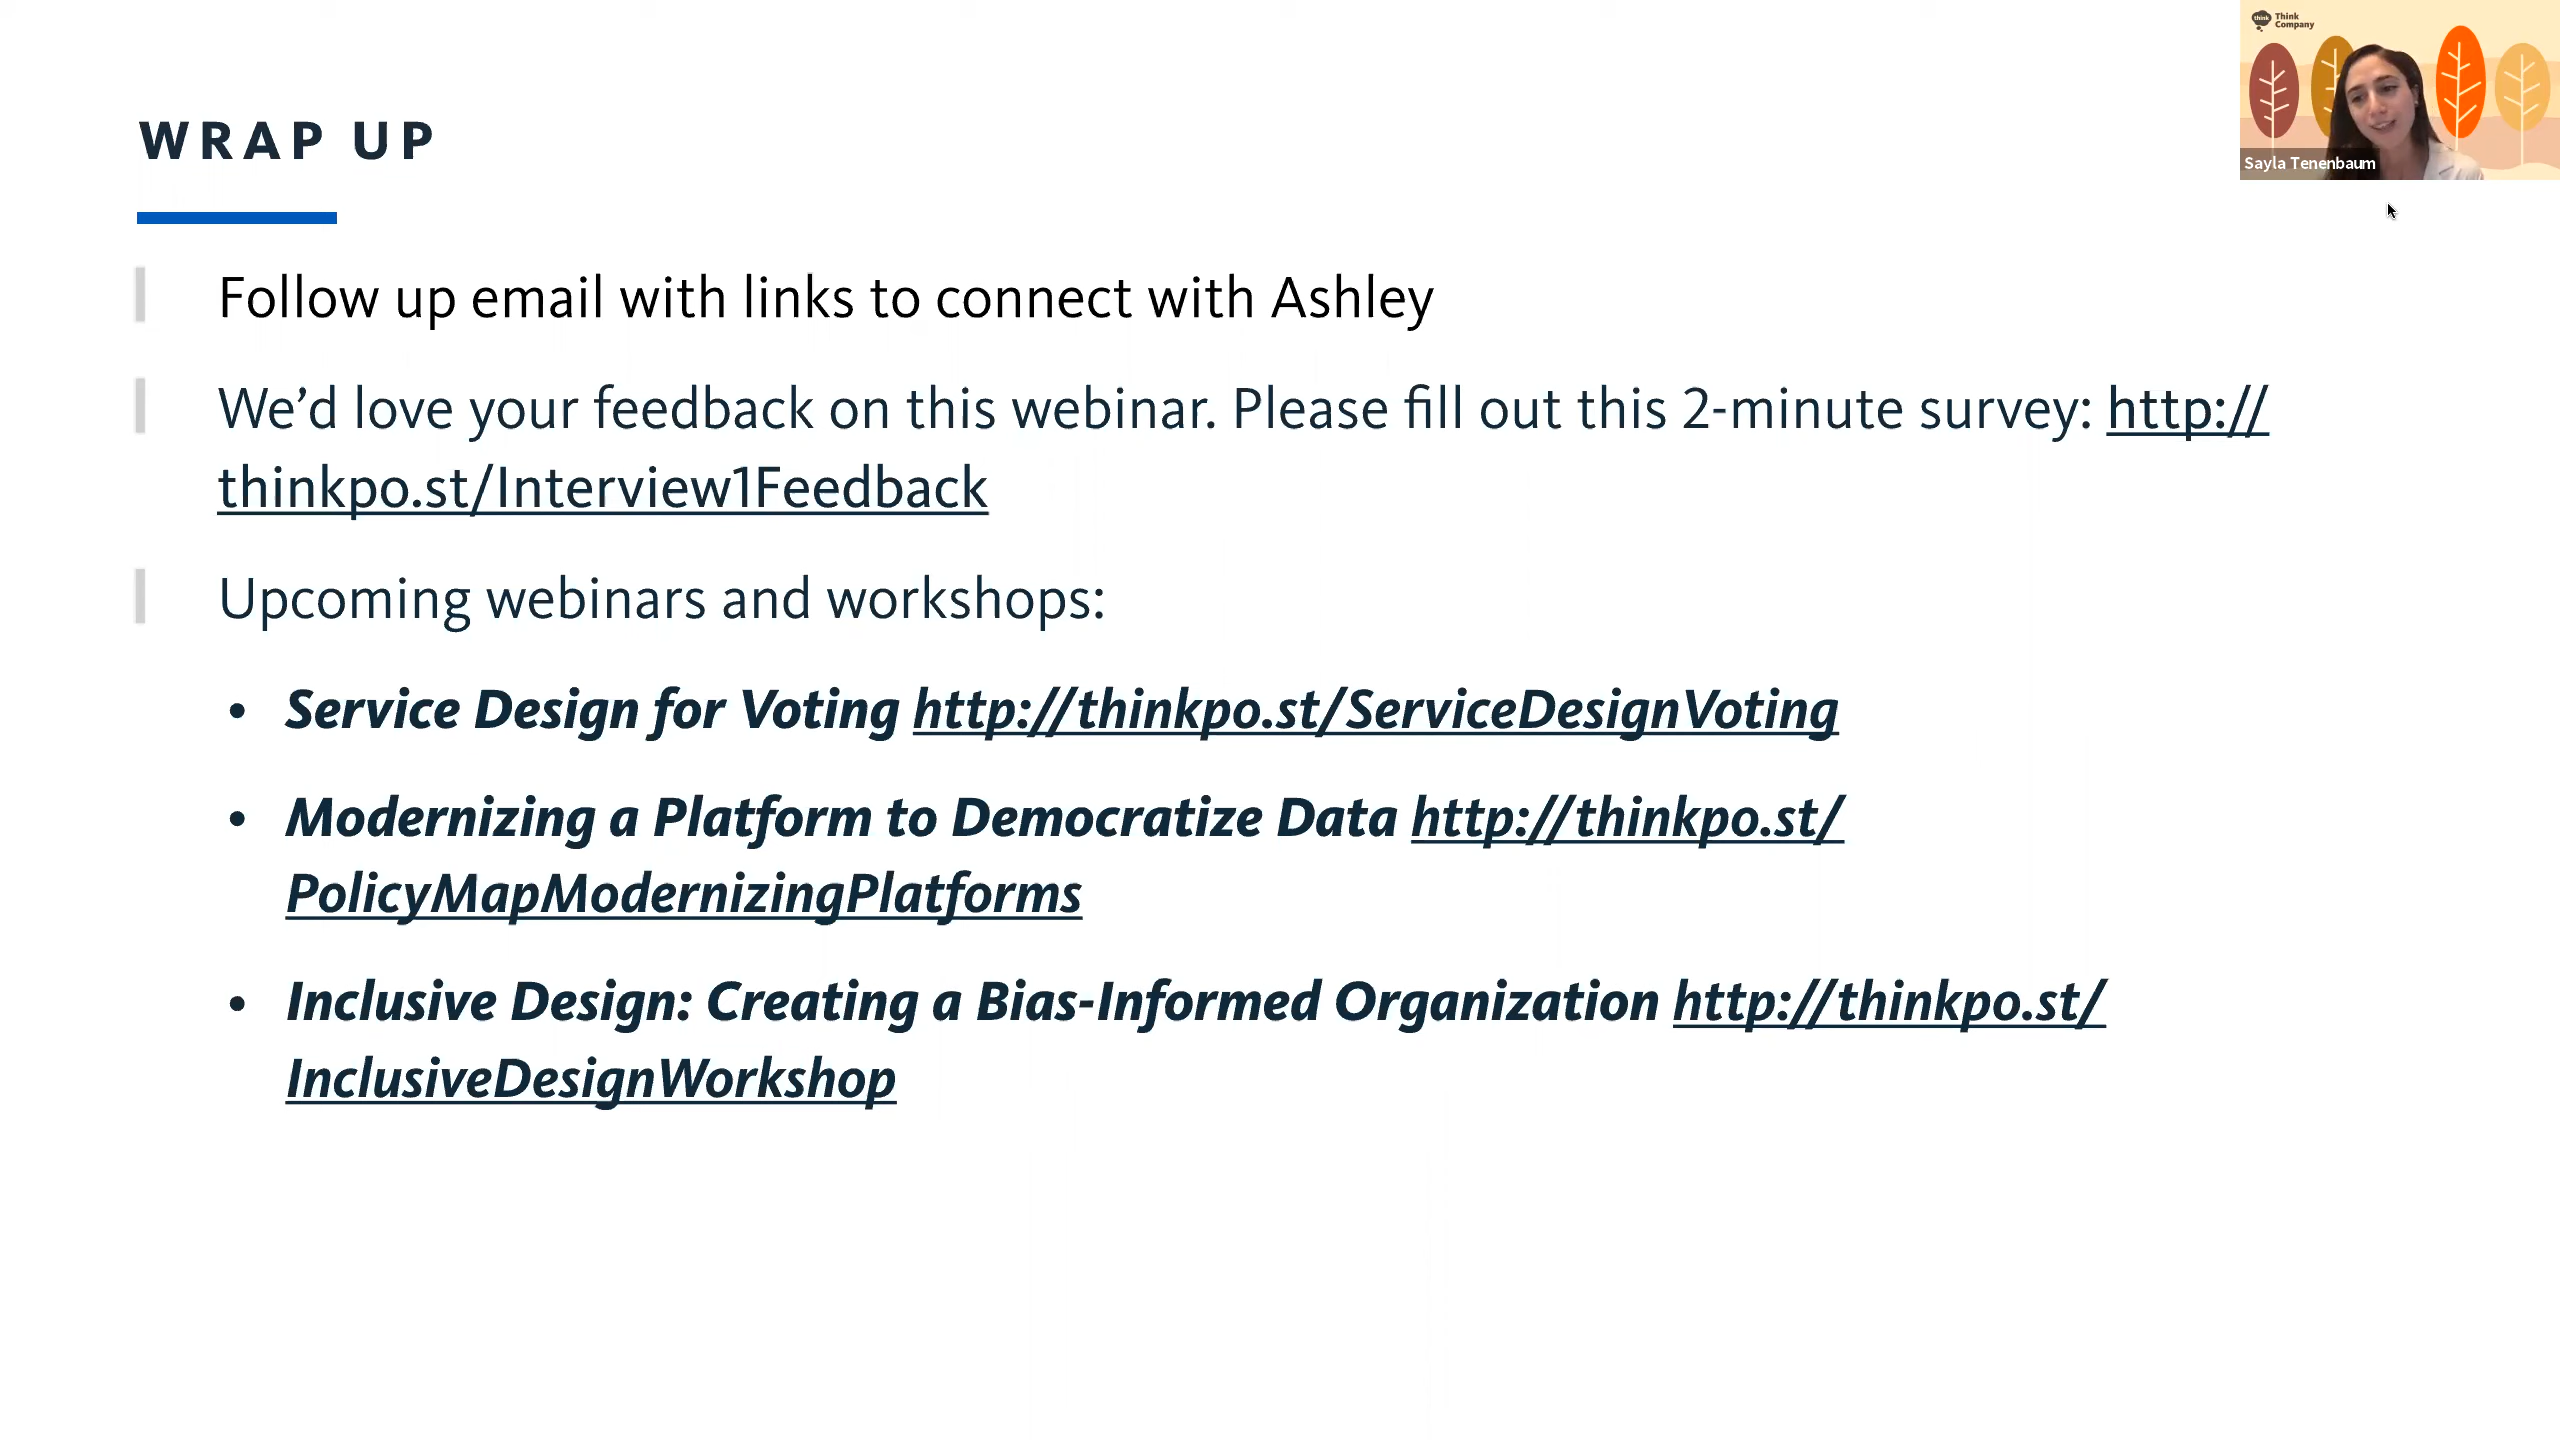 WRAP UP
Follow up email with links to connect with Ashley
We’d love your feedback on this webinar. Please fill out this 2-minute survey: http://
thinkpo.st/Interview1Feedback
Upcoming webinars and workshops:
• Service Design for Voting http://thinkpo.st/ServiceDesignVoting
• Modernizing a Platform to Democratize Data http://thinkpo.st/
PolicyMapModernizingPlatforms
• Inclusive Design: Creating a Bias-Informed Organization http://thinkpo.st/
InclusiveDesignWorkshop
think
Think
Company
Sayla Tenenbaum